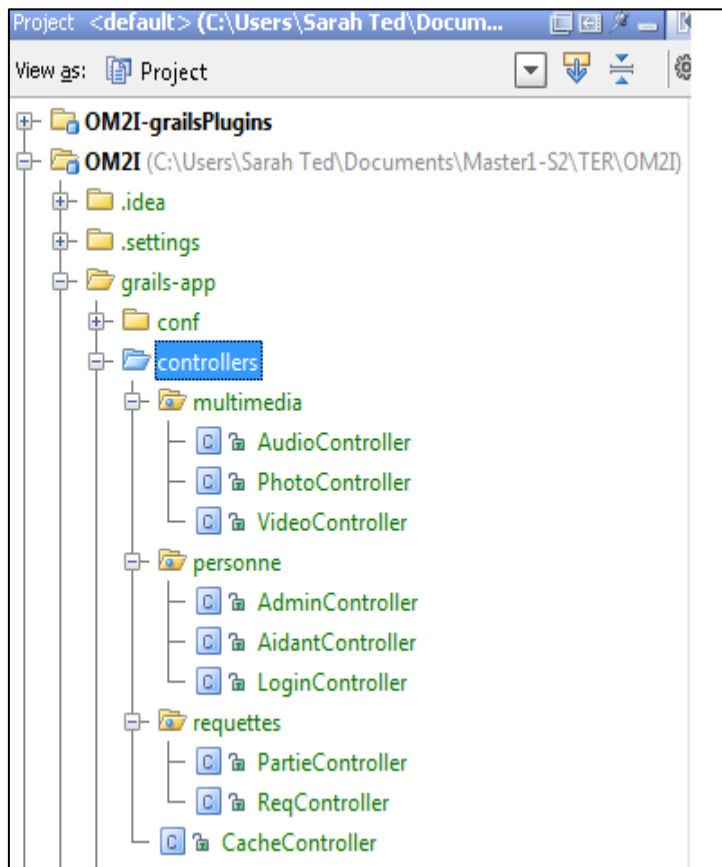 Project <default> (C:\Users\Sarah Ted\Docum...
View as: Project
OM2I-grailsPlugins
OM2I (C:\Users\Sarah Ted\Documents\Master1-S2\TER\OM2I)
.idea
.settings
grails-app
conf
controllers
multimedia
C AudioController
C PhotoController
C VideoController
personne
C AdminController
C AidantController
C LoginController
requettes
C PartieController
C ReqController
C CacheController